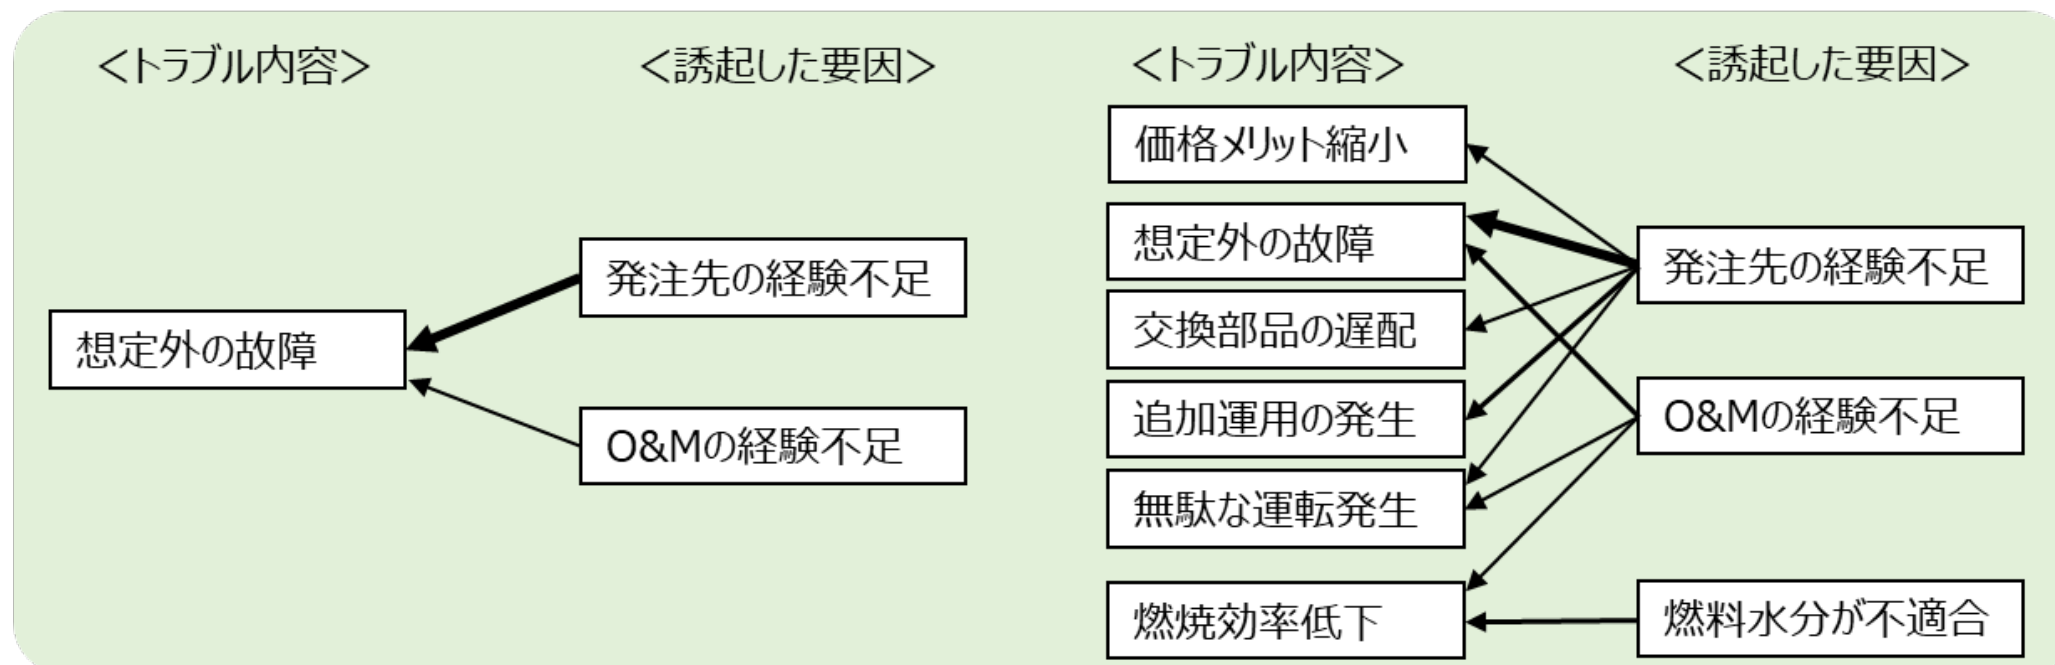 ＜トラブル内容＞
＜誘起した要因＞
想定外の故障
発注先の経験不足
O&Mの経験不足
＜トラブル内容＞
＜誘起した要因＞
価格メリット縮小
想定外の故障
交換部品の遅配
追加運用の発生
無駄な運転発生
燃焼効率低下
発注先の経験不足
O&Mの経験不足
燃料水分が不適合